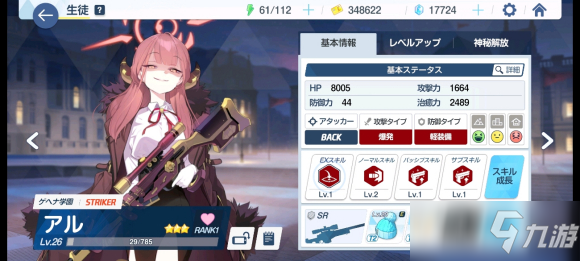 生徒 ?
61/112 + 348622 17724 +
基本情報 レベルアップ 神秘解放
基本ステータス 詳細
HP 8005 攻撃力 1664
防御力 44 治癒力 2489
アタッカー 攻撃タイプ 防御タイプ
BACK 爆発 軽装備
EXスキル ノーマルスキル パッシブスキル サブスキル
Lv.1 Lv.2 Lv.1 Lv.1
スキル
成長
ゲヘナ学園 STRIKER
アル
RANK1
Lv.26 29/785
SR
T2
E
九游